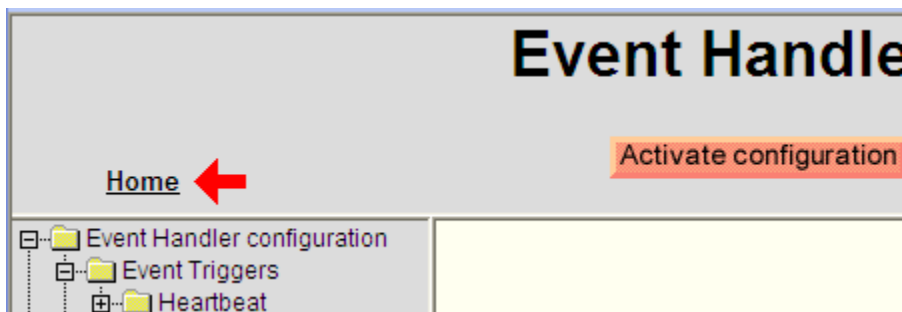 Event Handle
Activate configuration
Home
Event Handler configuration
Event Triggers
Heartbeat